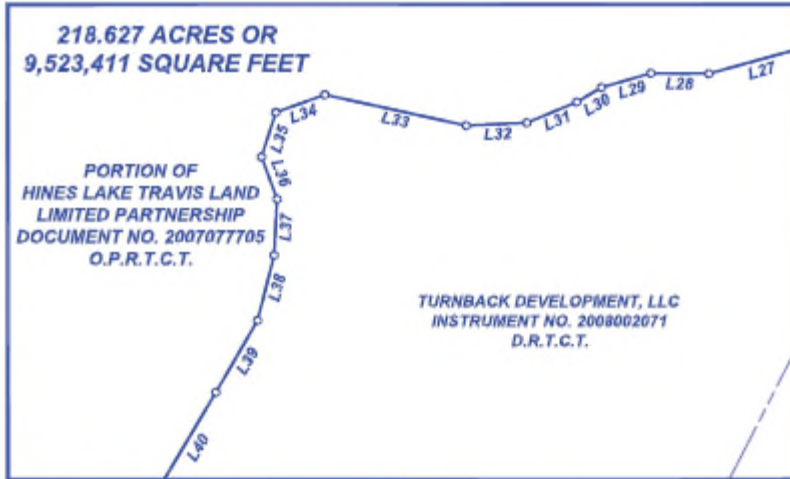 218.627 ACRES OR
9,523,411 SQUARE FEET
L27
L28
L29
L30
L31
L32
L33
L34
L35
L36
L37
L38
L39
L40
PORTION OF
HINES LAKE TRAVIS LAND
LIMITED PARTNERSHIP
DOCUMENT NO. 2007077705
O.P.R.T.C.T.
TURNBACK DEVELOPMENT, LLC
INSTRUMENT NO. 2008002071
D.R.T.C.T.